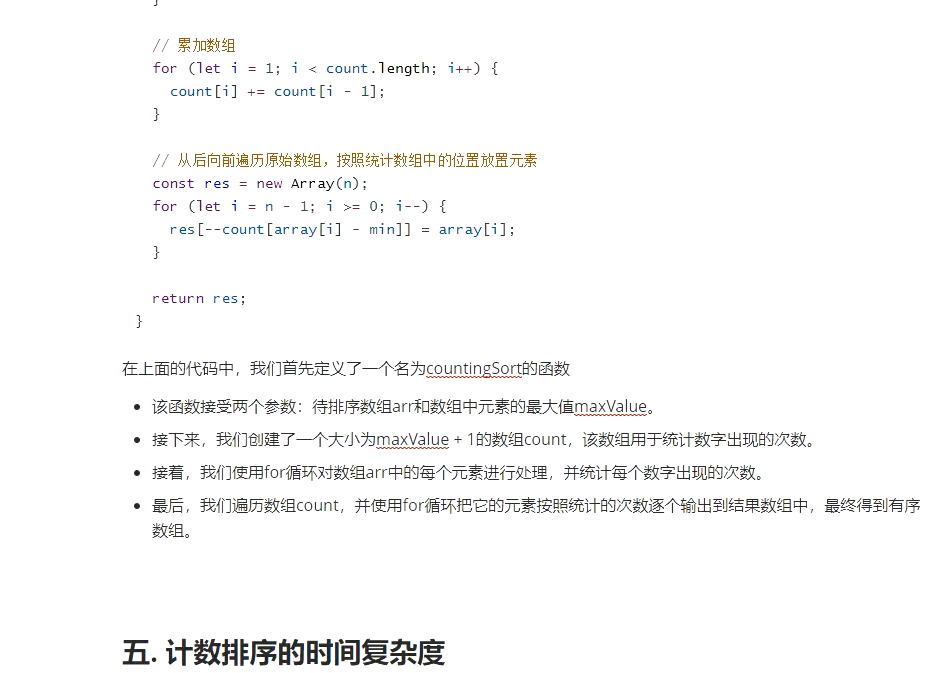 }
// 累加数组
for (let i = 1; i < count.length; i++) {
count[i] += count[i - 1];
}
// 从后向前遍历原始数组，按照统计数组中的位置放置元素
const res = new Array(n);
for (let i = n - 1; i >= 0; i--) {
res[--count[array[i] - min]] = array[i];
}
return res;
}
在上面的代码中，我们首先定义了一个名为countingSort的函数
• 该函数接受两个参数：待排序数组arr和数组中元素的最大值maxValue。
• 接下来，我们创建了一个大小为maxValue + 1的数组count，该数组用于统计数字出现的次数。
• 接着，我们使用for循环对数组arr中的每个元素进行处理，并统计每个数字出现的次数。
• 最后，我们遍历数组count，并使用for循环把它的元素按照统计的次数逐个输出到结果数组中，最终得到有序
数组。
五. 计数排序的时间复杂度